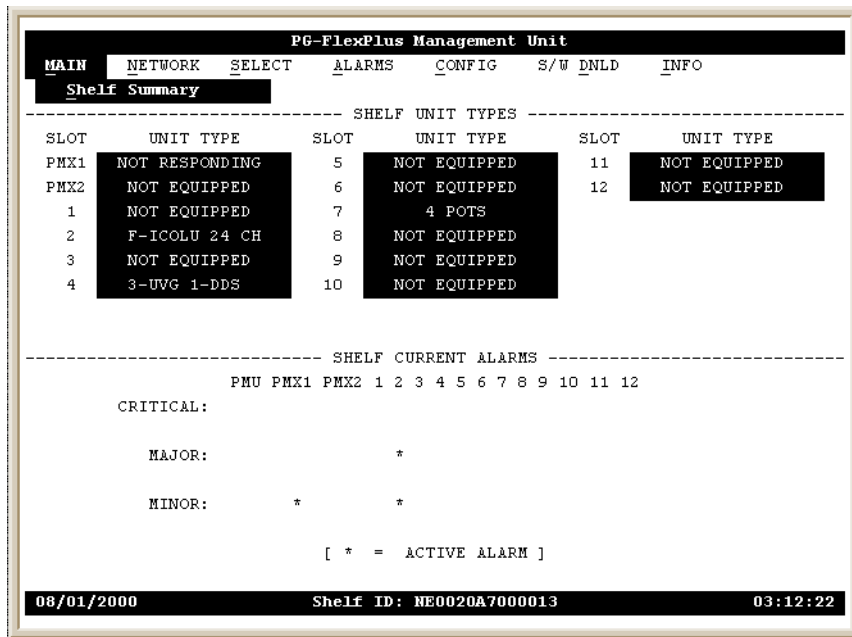 PG-FlexPlus Management Unit
MAIN NETWORK SELECT ALARMS CONFIG S/W DNLD INFO
Shelf Summary
------------------------------ SHELF UNIT TYPES ------------------------------
SLOT UNIT TYPE SLOT UNIT TYPE SLOT UNIT TYPE
PMX1 NOT RESPONDING 5 NOT EQUIPPED 11 NOT EQUIPPED
PMX2 NOT EQUIPPED 6 NOT EQUIPPED 12 NOT EQUIPPED
1 NOT EQUIPPED 7 4 POTS
2 F-ICOLU 24 CH 8 NOT EQUIPPED
3 NOT EQUIPPED 9 NOT EQUIPPED
4 3-UVG 1-DDS 10 NOT EQUIPPED
---------------------------- SHELF CURRENT ALARMS ----------------------------
PMU PMX1 PMX2 1 2 3 4 5 6 7 8 9 10 11 12
CRITICAL:
MAJOR: *
MINOR: * *
[ * = ACTIVE ALARM ]
08/01/2000 Shelf ID: NE0020A7000013 03:12:22